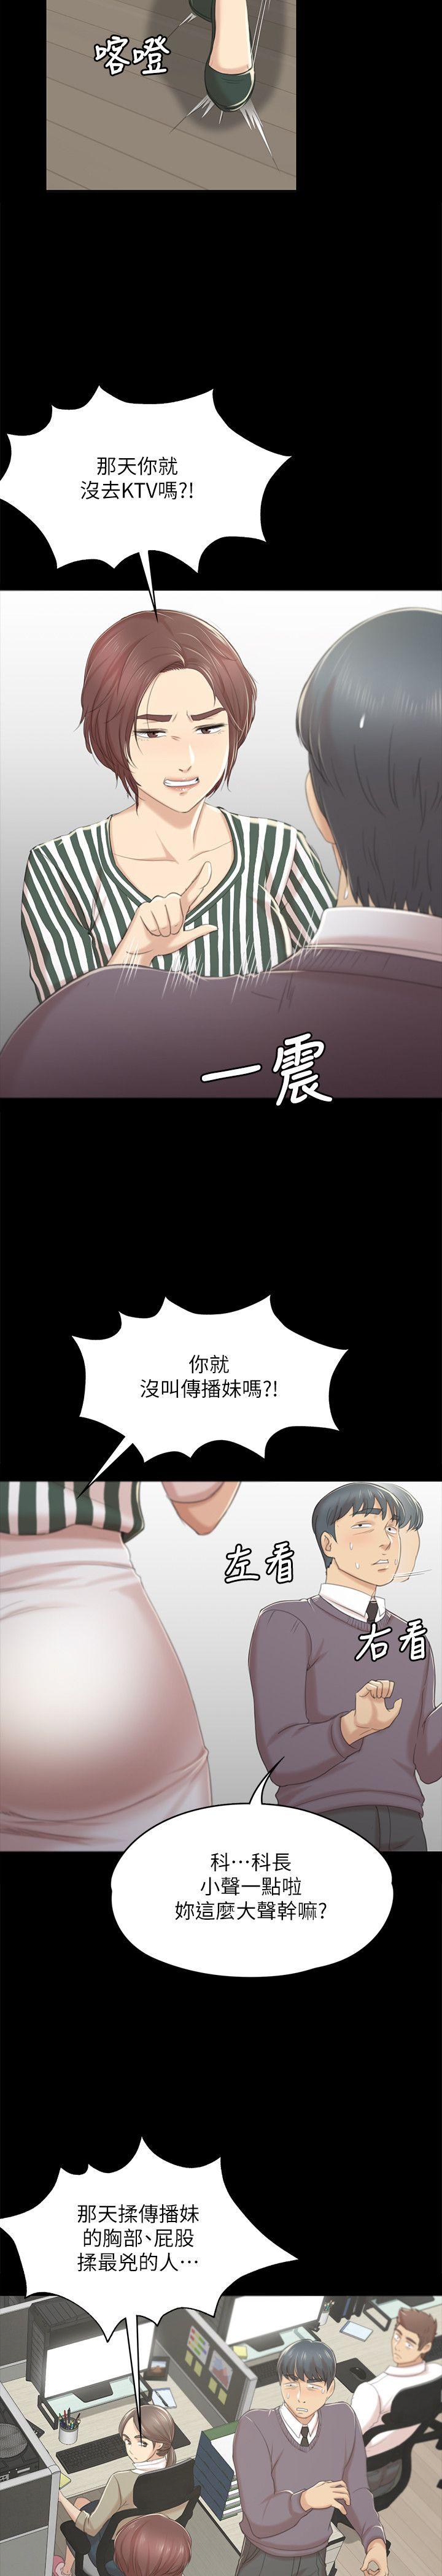 喀噔
那天你就
沒去KTV嗎?!
一震
你就
沒叫傳播妹嗎?!
左看
右看
科…科長
小聲一點啦
妳這麼大聲幹嘛?
那天揉傳播妹
的胸部、屁股
揉最兇的人…